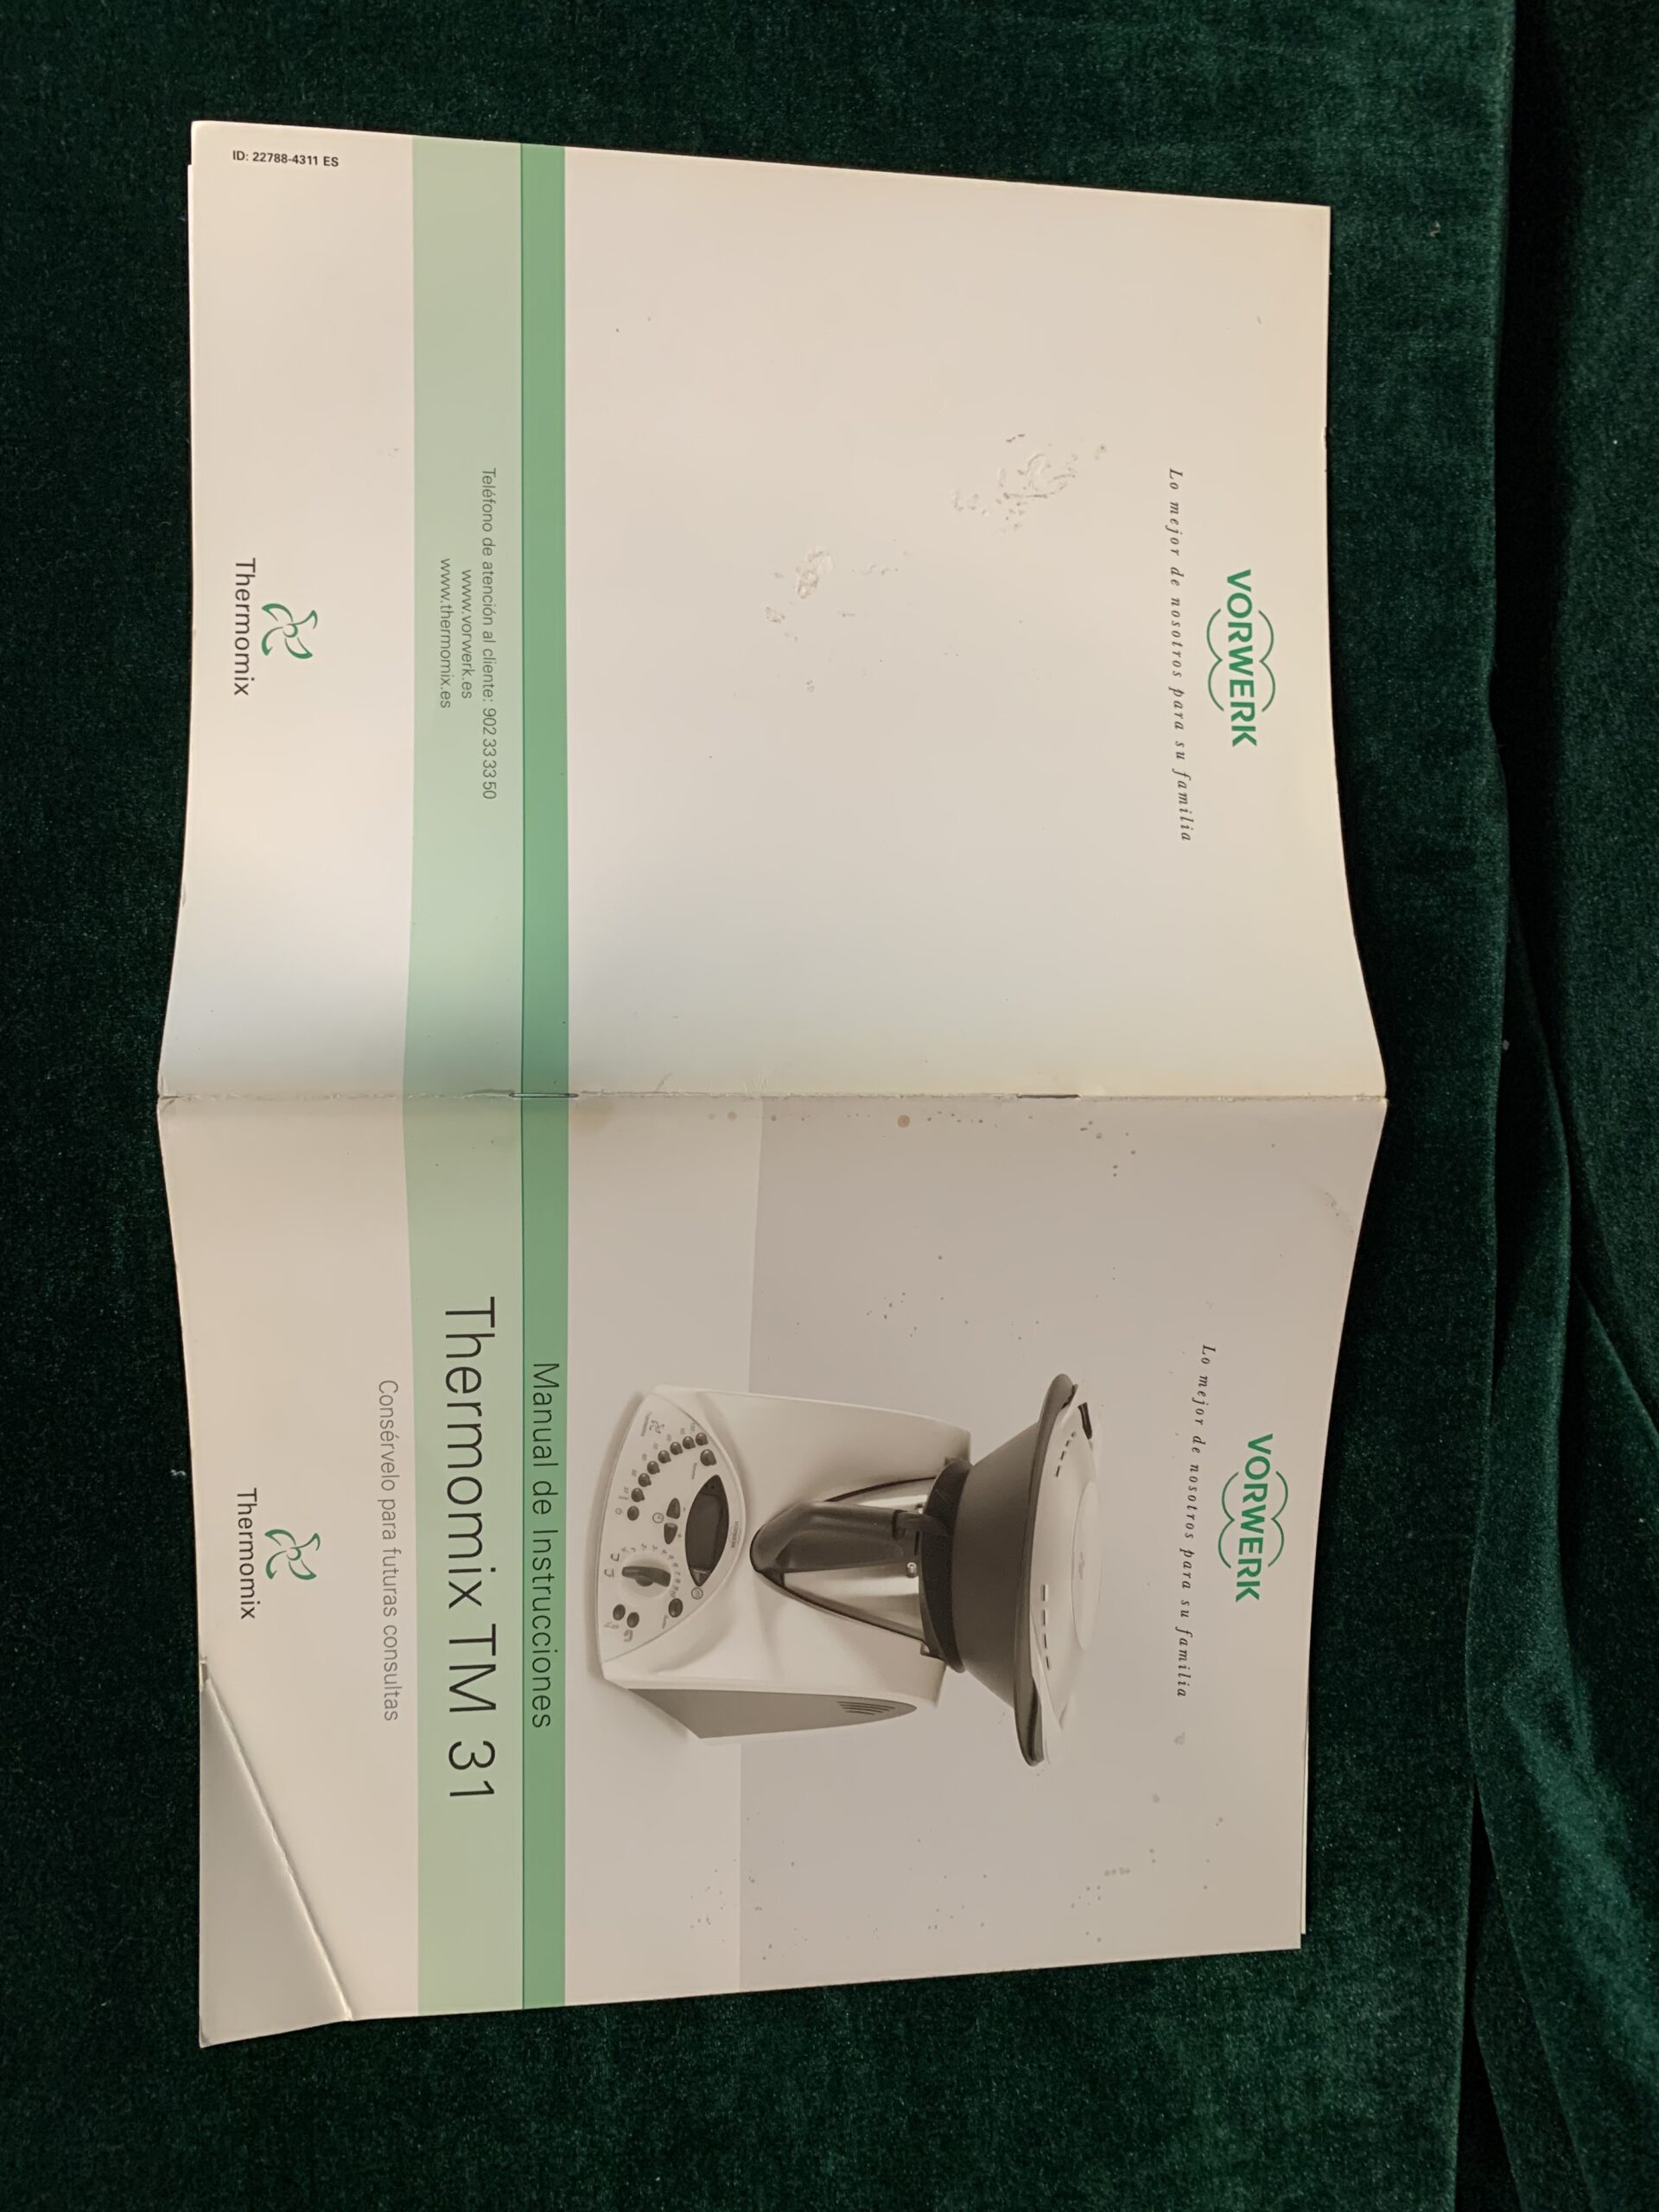 VORWERK
Lo mejor de nosotros para su familia
Teléfono de atención al cliente: 902 33 33 50
www.vorwerk.es
www.thermomix.es
Thermomix
ID: 22788-4311 ES
VORWERK
Lo mejor de nosotros para su familia
Manual de Instrucciones
Thermomix TM 31
Consérvelo para futuras consultas
Thermomix